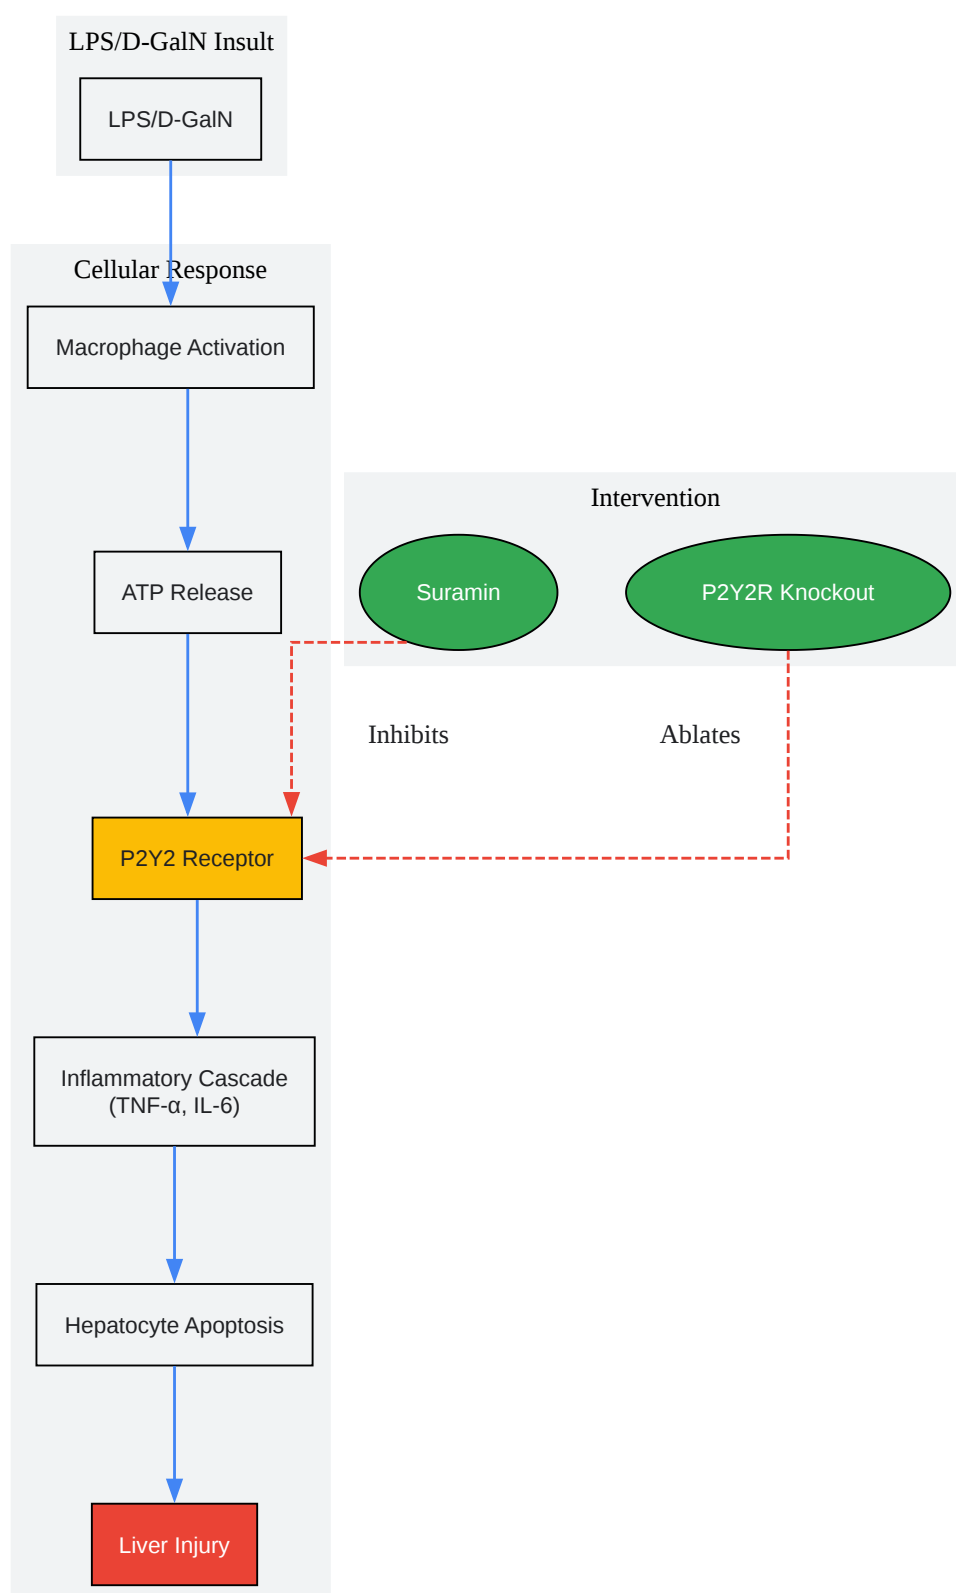 LPS/D-GalN Insult
LPS/D-GalN
Cellular Response
Macrophage Activation
Intervention
ATP Release
Suramin
P2Y2R Knockout
Inhibits
Ablates
P2Y2 Receptor
Inflammatory Cascade
(TNF-α, IL-6)
Hepatocyte Apoptosis
Liver Injury